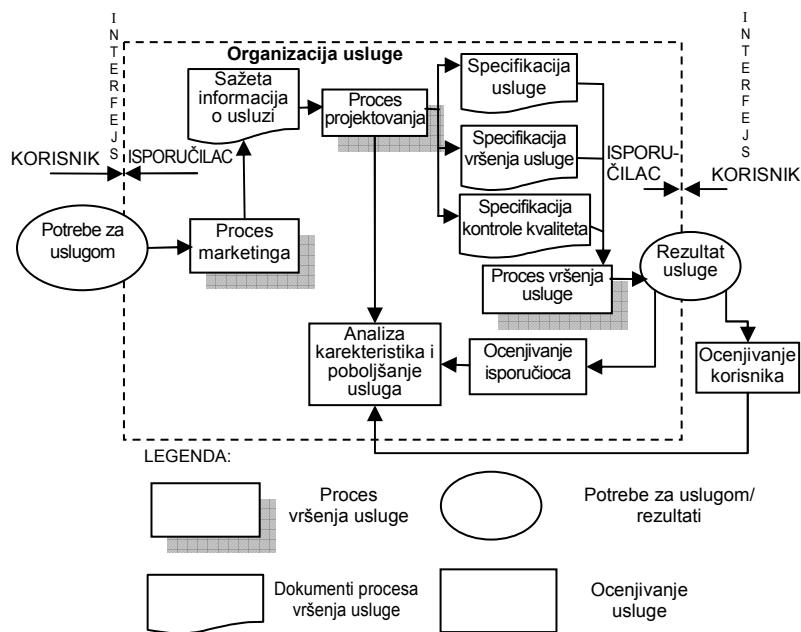 INTERFEJS
INTERFEJS
Organizacija usluge
Sažeta
informacija
o usluzi
Proces
projektovanja
Specifikacija
usluge
Specifikacija
vršenja usluge
Specifikacija
kontrole kvaliteta
KORISNIK
ISPORUČILAC
ISPORU-
ČILAC
KORISNIK
Potrebe za
uslugom
Proces
marketinga
Proces vršenja
usluge
Rezultat
usluge
Analiza
karekteristika i
poboljšanje
usluga
Ocenjivanje
isporučioca
Ocenjivanje
korisnika
LEGENDA:
Proces
vršenja usluge
Potrebe za uslugom/
rezultati
Dokumenti procesa
vršenja usluge
Ocenjivanje
usluge